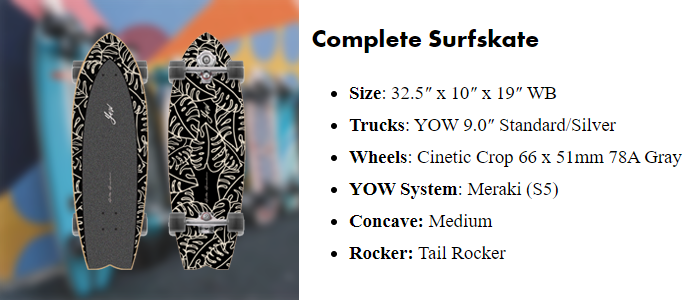 Complete Surfskate
Size: 32.5″ x 10″ x 19″ WB
Trucks: YOW 9.0″ Standard/Silver
Wheels: Cinetic Crop 66 x 51mm 78A Gray
YOW System: Meraki (S5)
Concave: Medium
Rocker: Tail Rocker